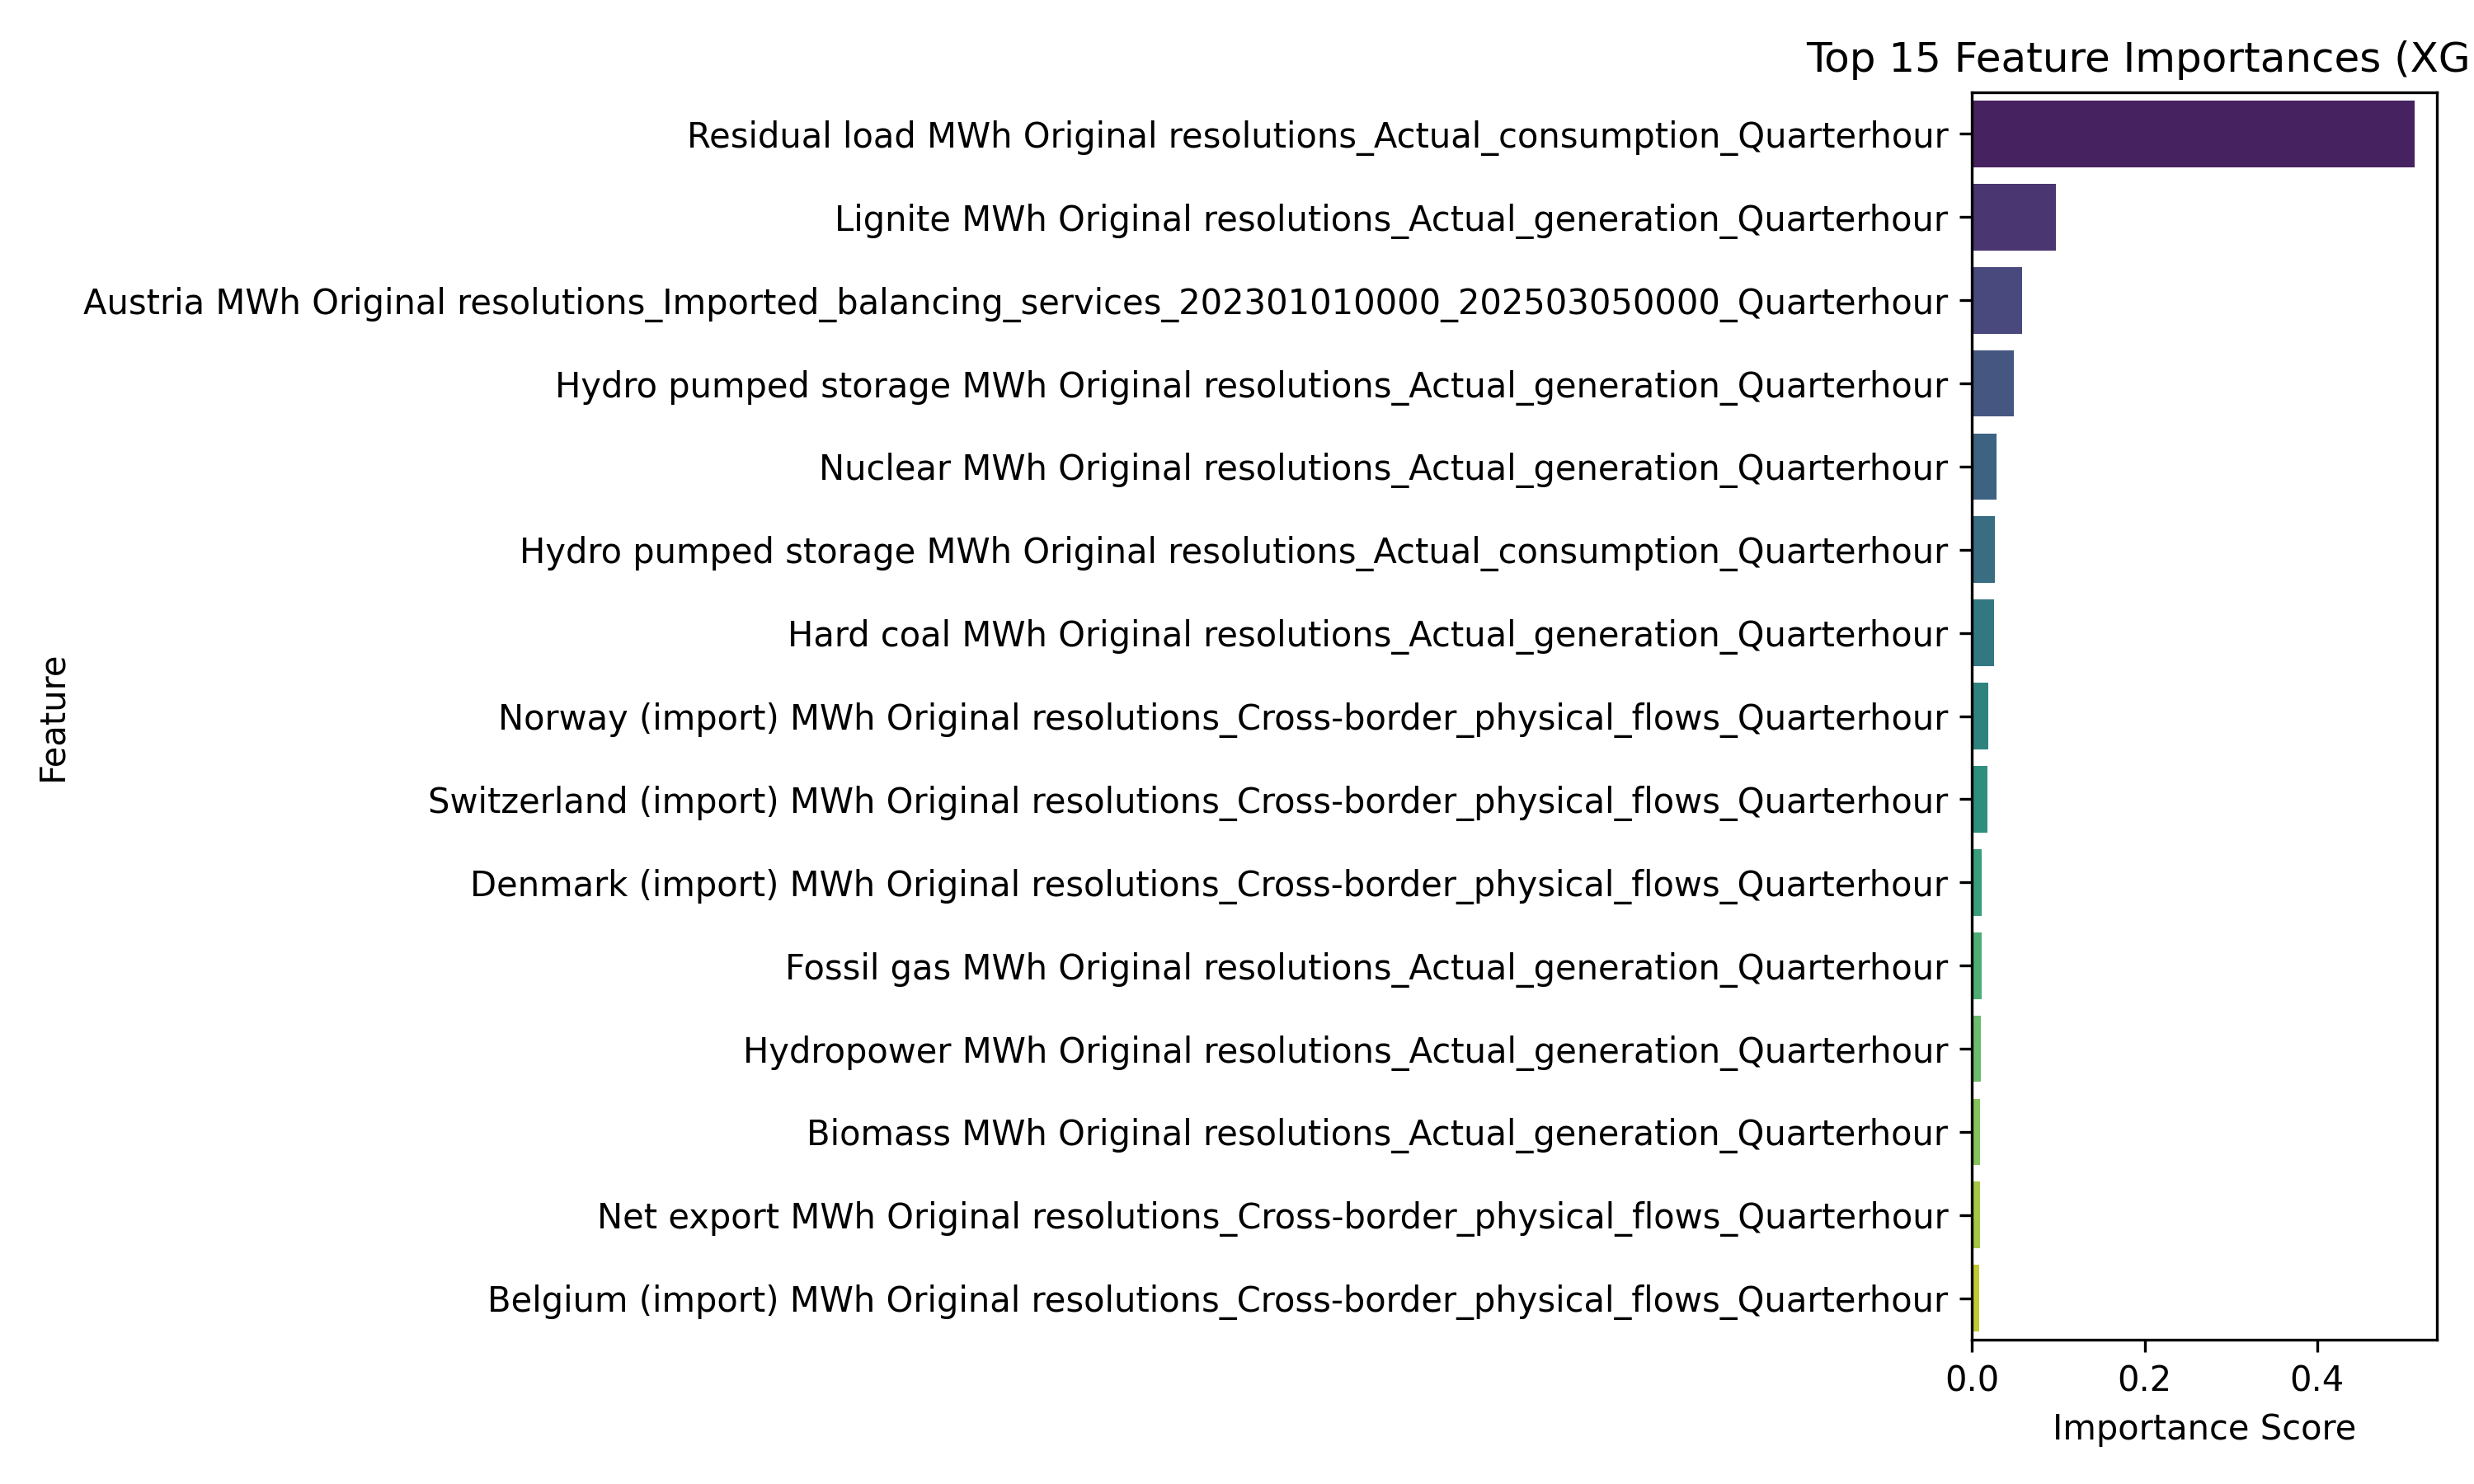 Top 15 Feature Importances (XG
Residual load MWh Original resolutions_Actual_consumption_Quarterhour
Lignite MWh Original resolutions_Actual_generation_Quarterhour
Austria MWh Original resolutions_Imported_balancing_services_202301010000_202503050000_Quarterhour
Hydro pumped storage MWh Original resolutions_Actual_generation_Quarterhour
Nuclear MWh Original resolutions_Actual_generation_Quarterhour
Hydro pumped storage MWh Original resolutions_Actual_consumption_Quarterhour
Hard coal MWh Original resolutions_Actual_generation_Quarterhour
Norway (import) MWh Original resolutions_Cross-border_physical_flows_Quarterhour
Switzerland (import) MWh Original resolutions_Cross-border_physical_flows_Quarterhour
Denmark (import) MWh Original resolutions_Cross-border_physical_flows_Quarterhour
Fossil gas MWh Original resolutions_Actual_generation_Quarterhour
Hydropower MWh Original resolutions_Actual_generation_Quarterhour
Biomass MWh Original resolutions_Actual_generation_Quarterhour
Net export MWh Original resolutions_Cross-border_physical_flows_Quarterhour
Belgium (import) MWh Original resolutions_Cross-border_physical_flows_Quarterhour
Feature
0.0 0.2 0.4
Importance Score